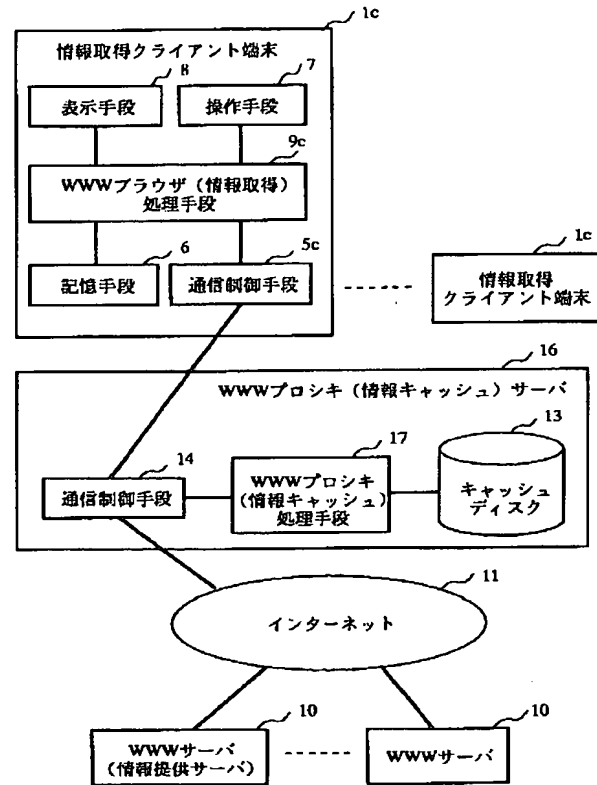 1c
情報取得クライアント端末
8
7
表示手段
操作手段
9c
WWWブラウザ（情報取得）
処理手段
6
5c
記憶手段
通信制御手段
1c
情報取得
クライアント端末
16
WWWプロシキ（情報キャッシュ）サーバ
13
17
14
通信制御手段
WWWプロシキ
（情報キャッシュ）
処理手段
キャッシュ
ディスク
11
インターネット
10
10
WWWサーバ
（情報提供サーバ）
WWWサーバ